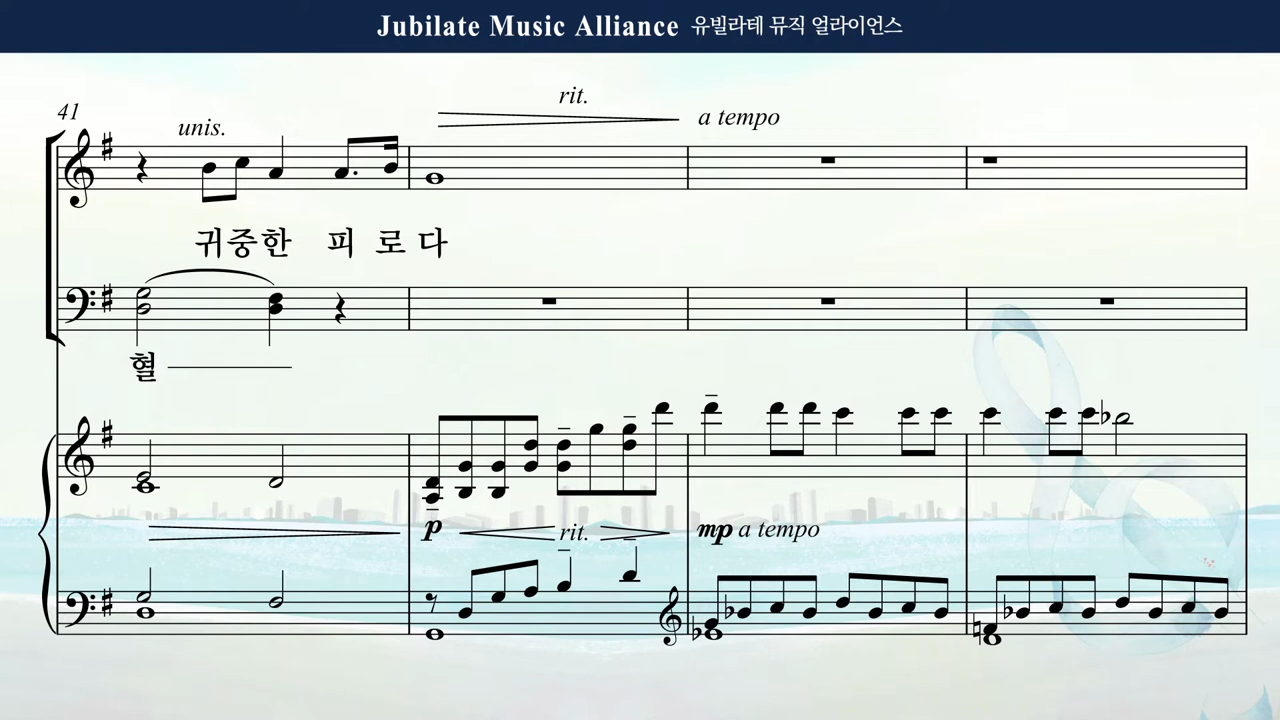 Jubilate Music Alliance 유빌라테 뮤직 얼라이언스
rit.
41
unis.
a tempo
귀중한 피 로 다
혈
p rit. mp a tempo